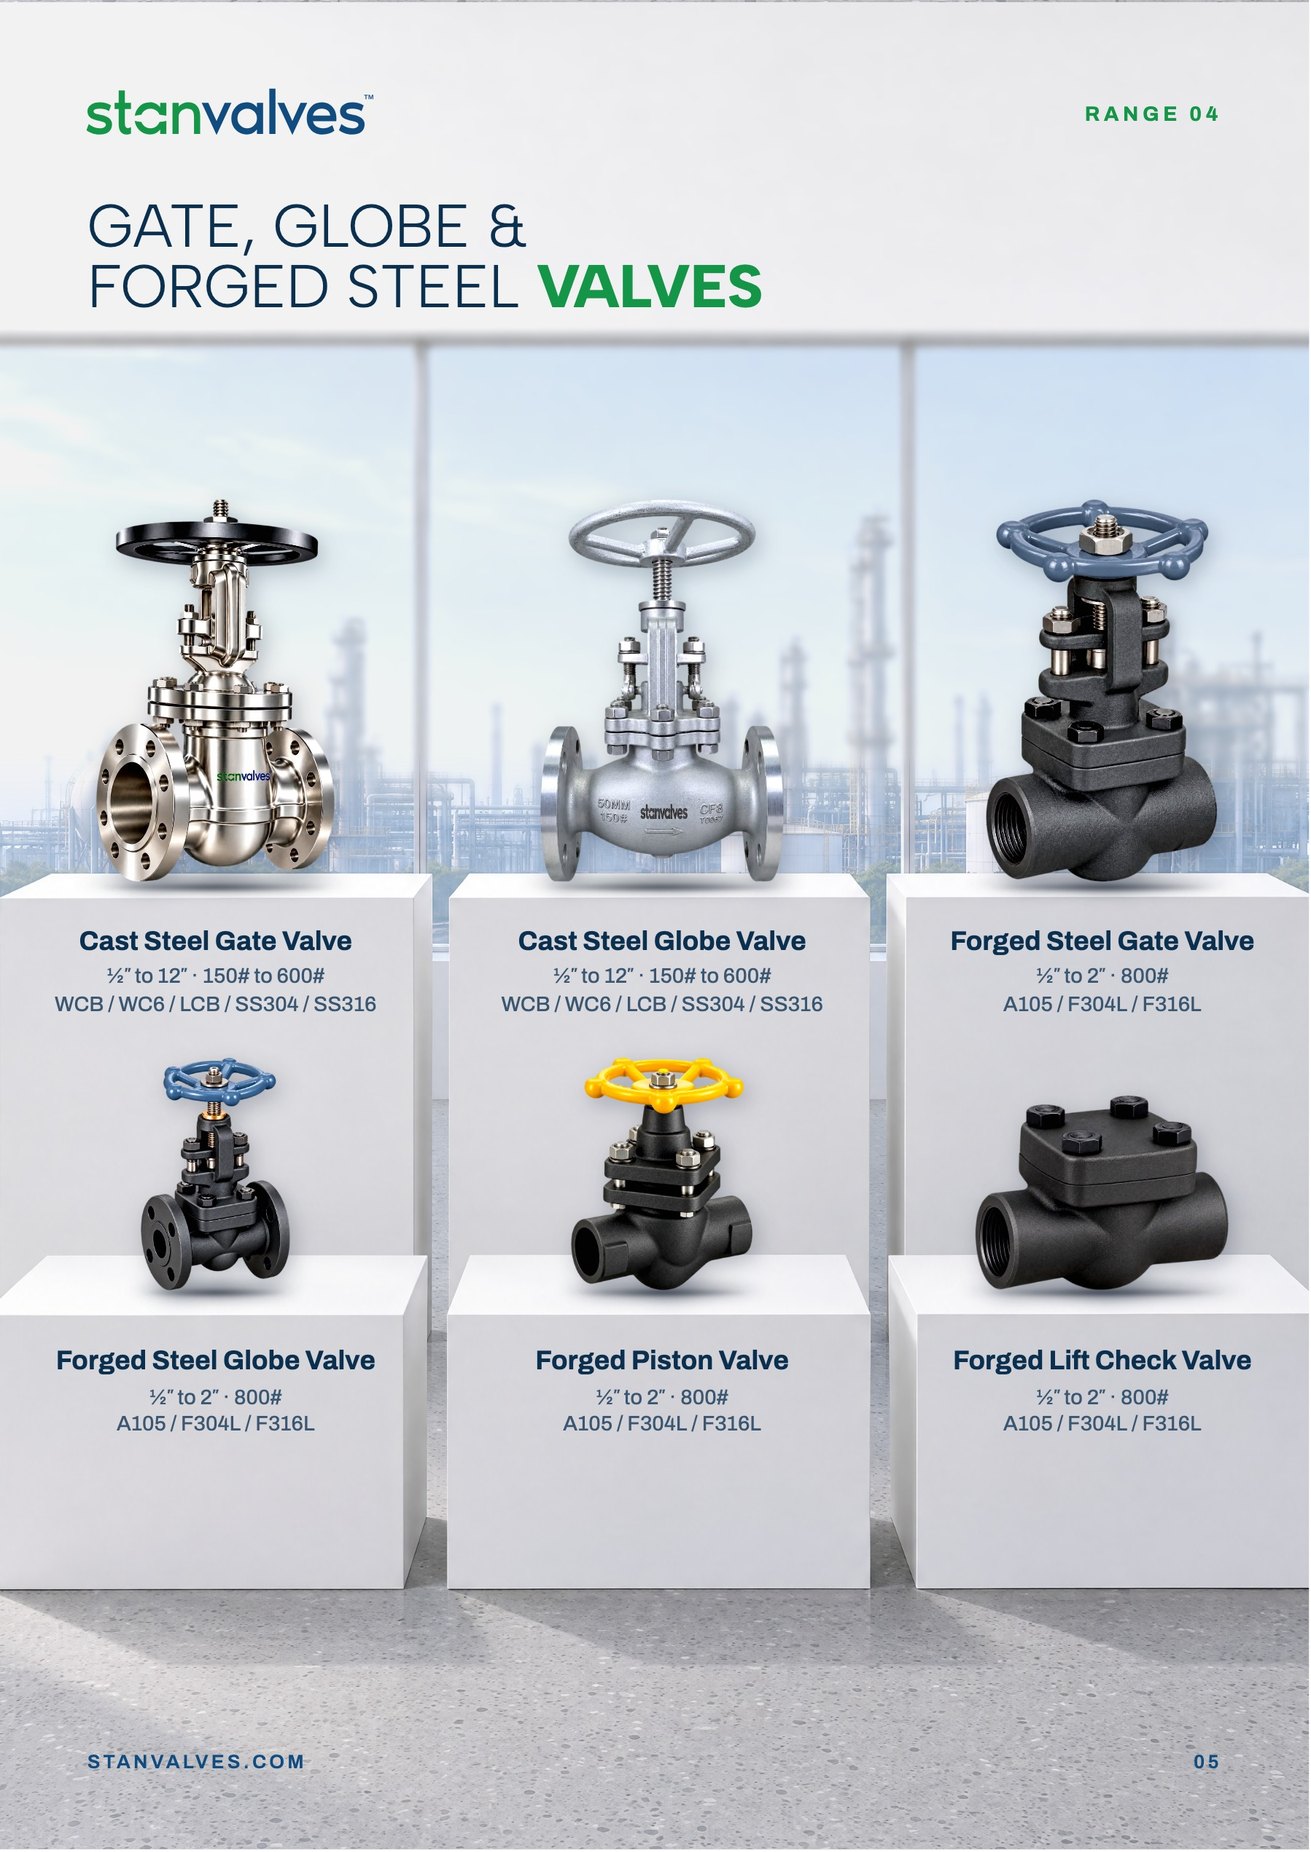 stanvalves™
RANGE 04
GATE, GLOBE &
FORGED STEEL VALVES
stanvalves
50MM
150#
stanvalves
CF8
Cast Steel Gate Valve
½″ to 12″ · 150# to 600#
WCB / WC6 / LCB / SS304 / SS316
Cast Steel Globe Valve
½″ to 12″ · 150# to 600#
WCB / WC6 / LCB / SS304 / SS316
Forged Steel Gate Valve
½″ to 2″ · 800#
A105 / F304L / F316L
Forged Steel Globe Valve
½″ to 2″ · 800#
A105 / F304L / F316L
Forged Piston Valve
½″ to 2″ · 800#
A105 / F304L / F316L
Forged Lift Check Valve
½″ to 2″ · 800#
A105 / F304L / F316L
STANVALVES.COM
05